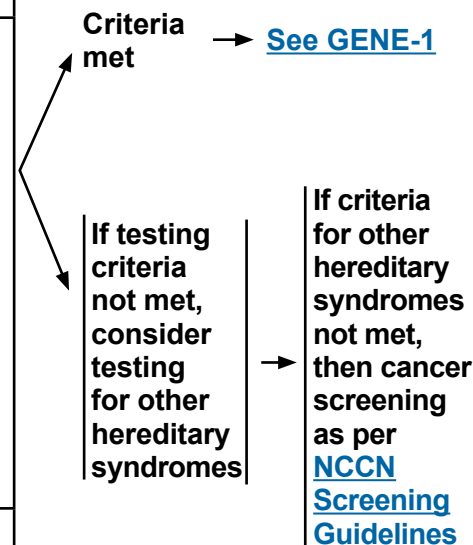 Criteria
met
See GENE-1
If testing
criteria
not met,
consider
testing
for other
hereditary
syndromes
If criteria
for other
hereditary
syndromes
not met,
then cancer
screening
as per
NCCN
Screening
Guidelines